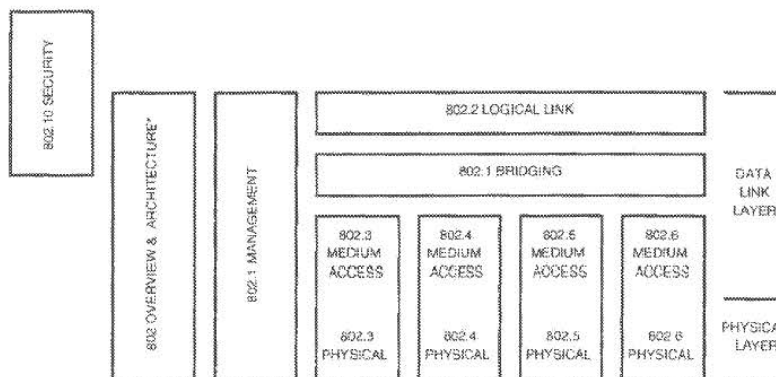 802.10 SECURITY
802 OVERVIEW & ARCHITECTURE*
802.1 MANAGEMENT
802.2 LOGICAL LINK
802.1 BRIDGING
802.3
MEDIUM
ACCESS
802.3
PHYSICAL
802.4
MEDIUM
ACCESS
802.4
PHYSICAL
802.5
MEDIUM
ACCESS
802.5
PHYSICAL
802.6
MEDIUM
ACCESS
802.6
PHYSICAL
DATA
LINK
LAYER
PHYSICA
LAYER